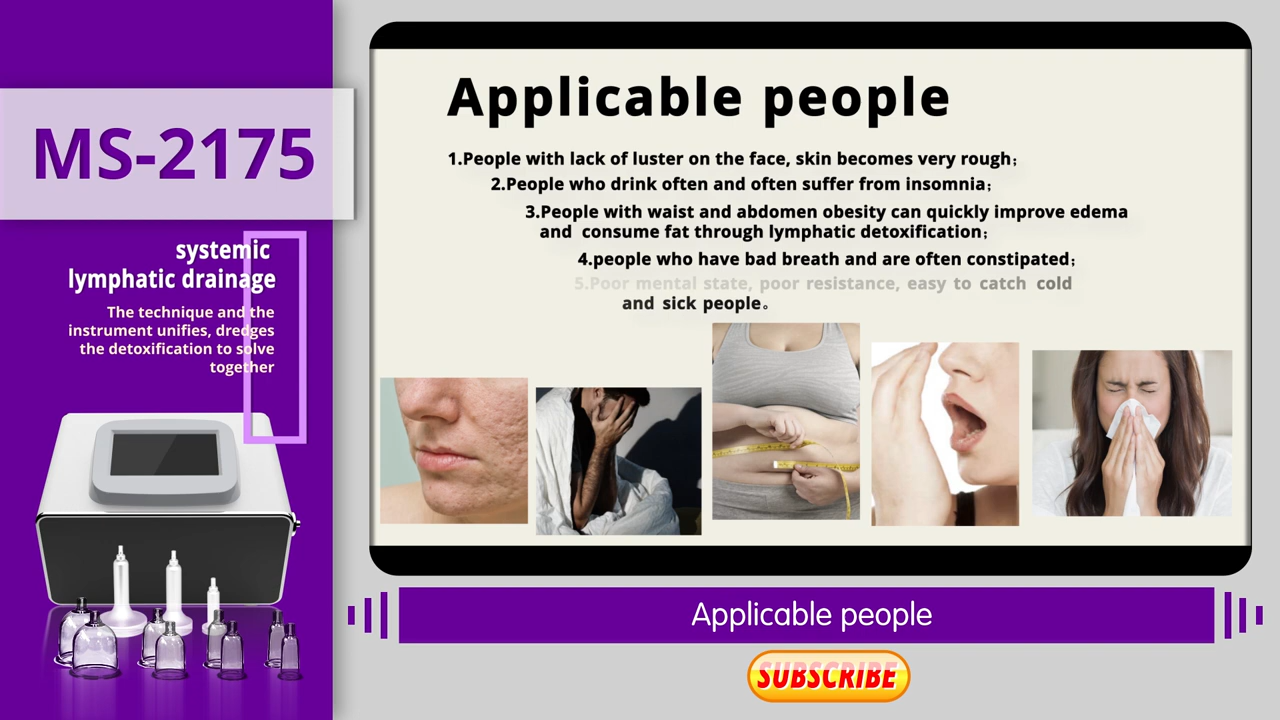 MS-2175
systemic
lymphatic drainage
The technique and the
instrument unifies, dredges
the detoxification to solve
together
Applicable people
1.People with lack of luster on the face, skin becomes very rough;
2.People who drink often and often suffer from insomnia;
3.People with waist and abdomen obesity can quickly improve edema
and consume fat through lymphatic detoxification;
4.people who have bad breath and are often constipated;
5.Poor mental state, poor resistance, easy to catch cold
and sick people。
Applicable people
SUBSCRIBE